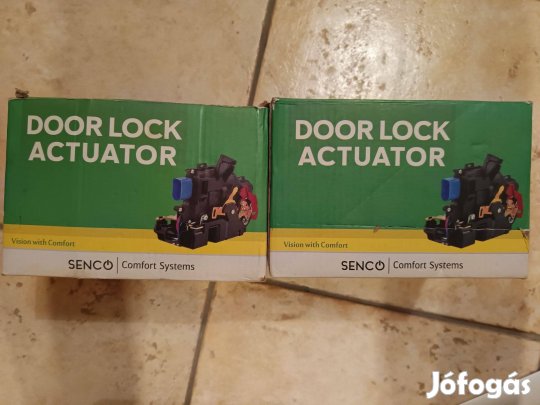 DOOR LOCK
ACTUATOR
Vision with Comfort
SENCO | Comfort Systems
DOOR LOCK
ACTUATOR
Vision with Comfort
SENCO | Comfort Systems
Jófogás